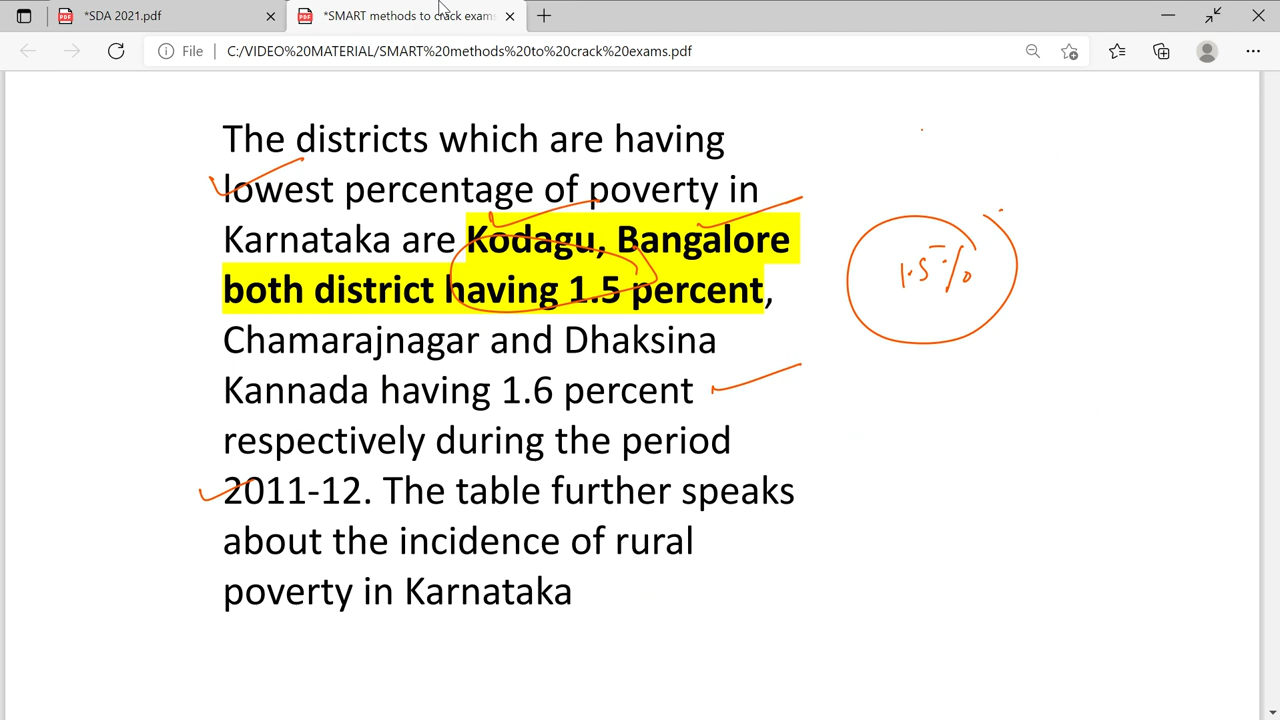 *SDA 2021.pdf
*SMART methods to crack exams
File C:/VIDEO%20MATERIAL/SMART%20methods%20to%20crack%20exams.pdf
The districts which are having
lowest percentage of poverty in
Karnataka are Kodagu, Bangalore
both district having 1.5 percent,
Chamarajnagar and Dhaksina
Kannada having 1.6 percent
respectively during the period
2011-12. The table further speaks
about the incidence of rural
poverty in Karnataka
1.5%